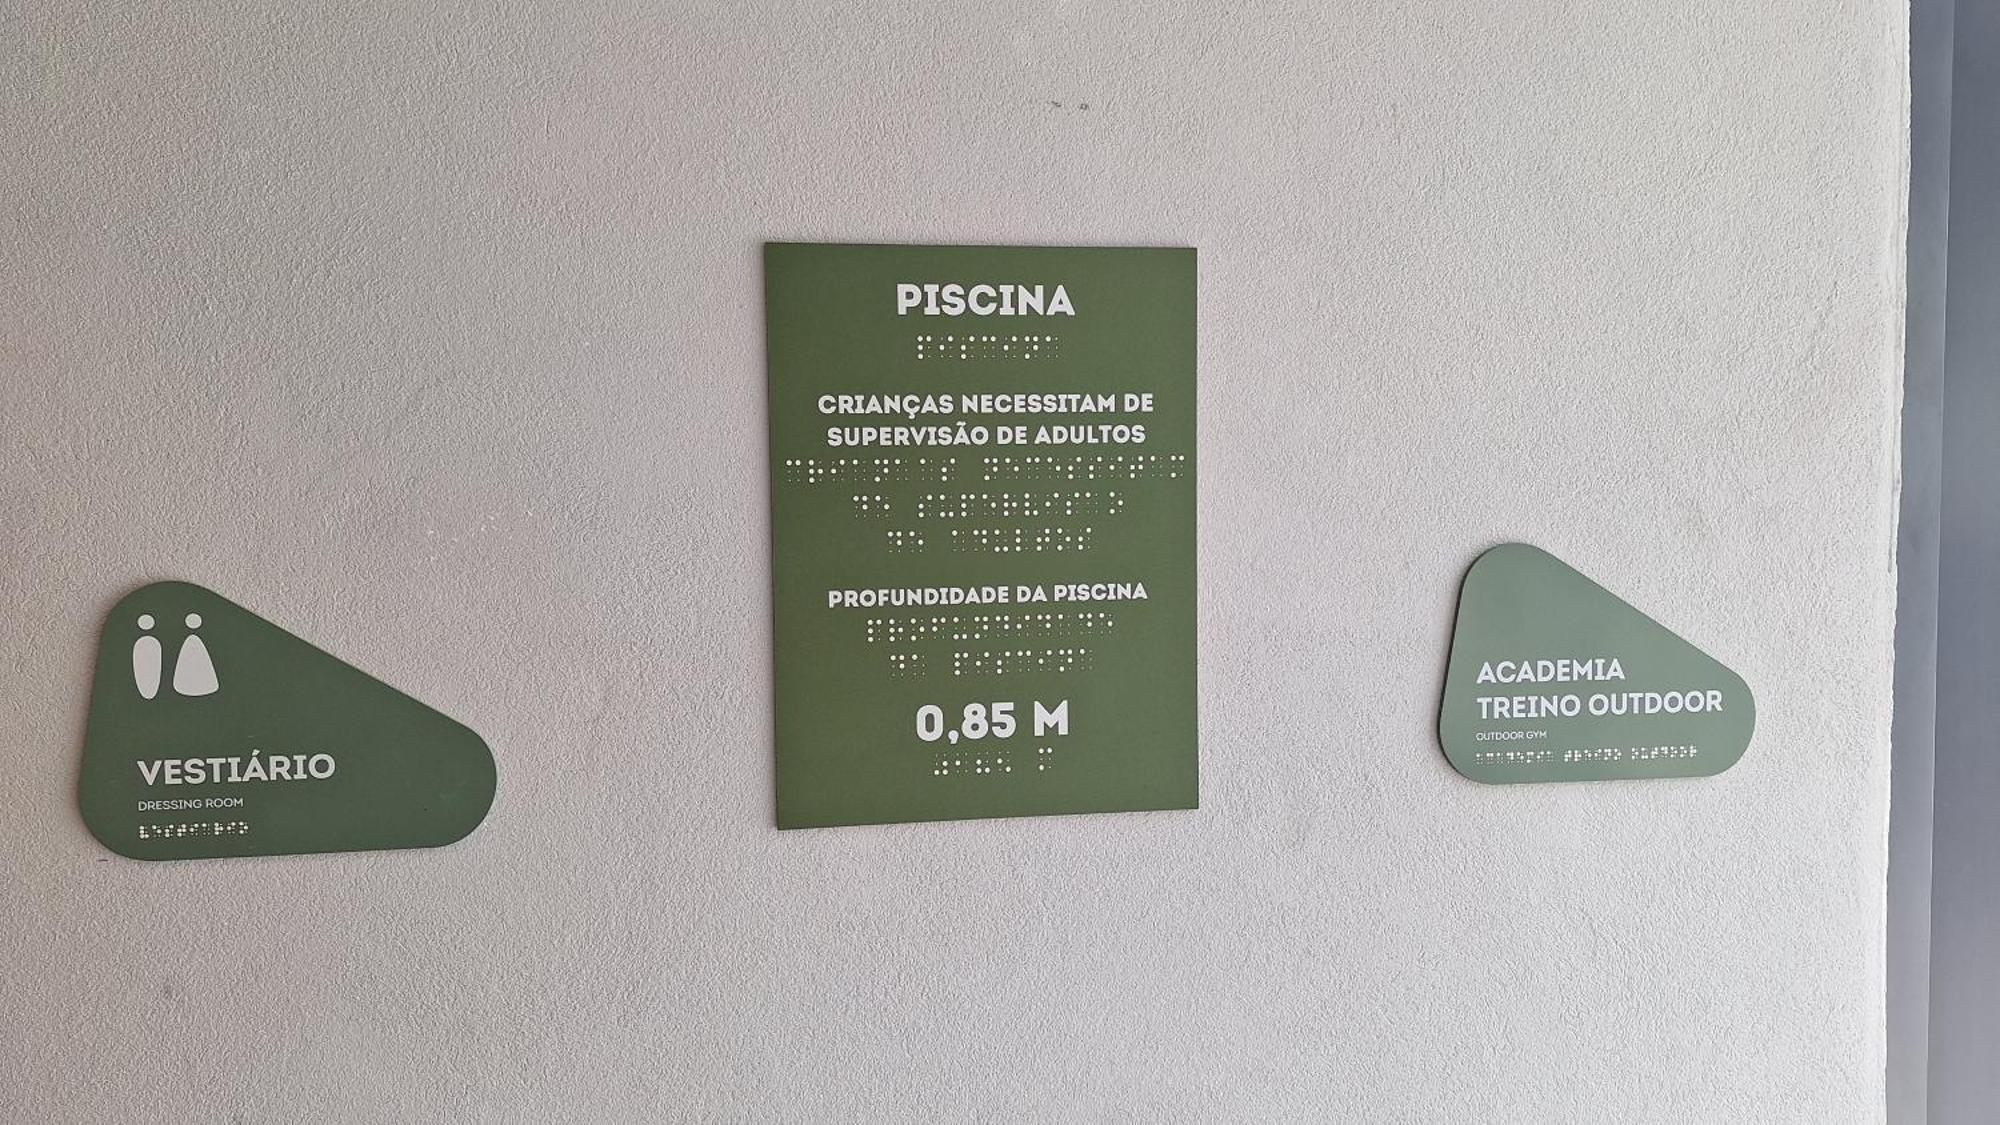 VESTIÁRIO
DRESSING ROOM
PISCINA
CRIANÇAS NECESSITAM DE
SUPERVISÃO DE ADULTOS
PROFUNDIDADE DA PISCINA
0,85 M
ACADEMIA
TREINO OUTDOOR
OUTDOOR GYM